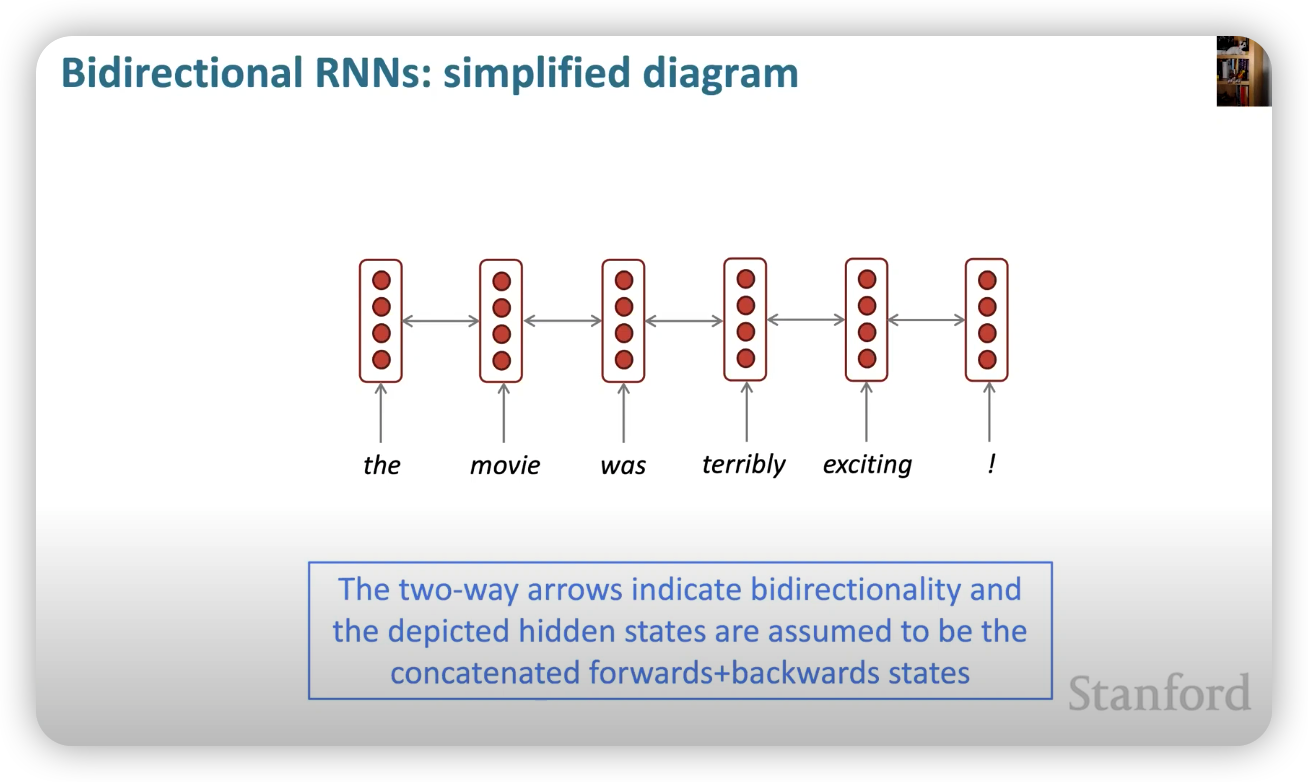 Bidirectional RNNs: simplified diagram
the movie was terribly exciting !
The two-way arrows indicate bidirectionality and
the depicted hidden states are assumed to be the
concatenated forwards+backwards states
Stanford